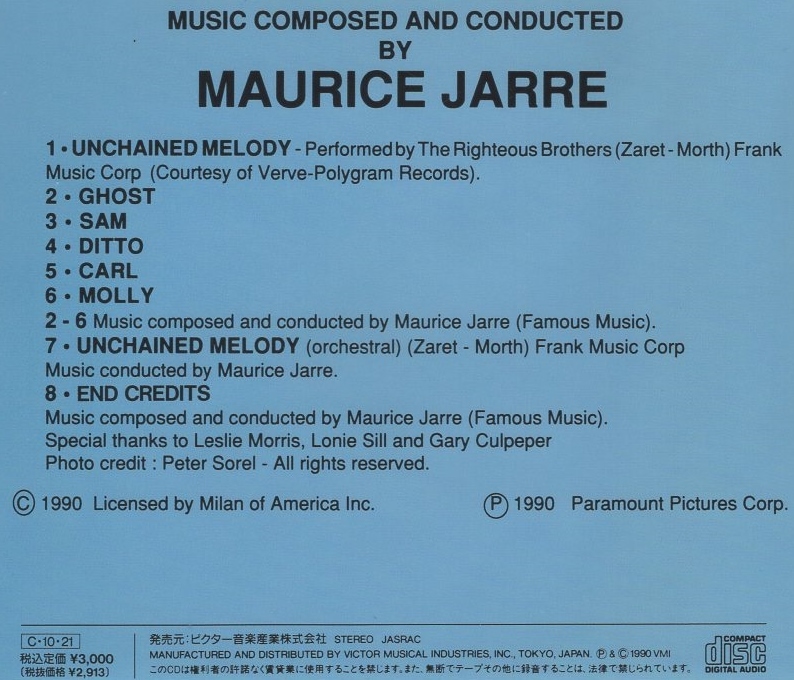 MUSIC COMPOSED AND CONDUCTED
BY
MAURICE JARRE
1 • UNCHAINED MELODY - Performed by The Righteous Brothers (Zaret - Morth) Frank
Music Corp (Courtesy of Verve-Polygram Records).
2 • GHOST
3 • SAM
4 • DITTO
5 • CARL
6 • MOLLY
2 - 6 Music composed and conducted by Maurice Jarre (Famous Music).
7 • UNCHAINED MELODY (orchestral) (Zaret - Morth) Frank Music Corp
Music conducted by Maurice Jarre.
8 • END CREDITS
Music composed and conducted by Maurice Jarre (Famous Music).
Special thanks to Leslie Morris, Lonie Sill and Gary Culpeper
Photo credit : Peter Sorel - All rights reserved.
© 1990 Licensed by Milan of America Inc. Ⓟ 1990 Paramount Pictures Corp.
C・10・21
税込定価 ¥3,000
(税抜価格 ¥2,913)
発売元:ビクター音楽産業株式会社 STEREO JASRAC
MANUFACTURED AND DISTRIBUTED BY VICTOR MUSICAL INDUSTRIES, INC., TOKYO, JAPAN. Ⓟ & © 1990 VMI
このCDは権利者の許諾なく賃貸業に使用することを禁じます。また、無断でテープその他に録音することは、法律で禁じられています。
COMPACT
disc
DIGITAL AUDIO